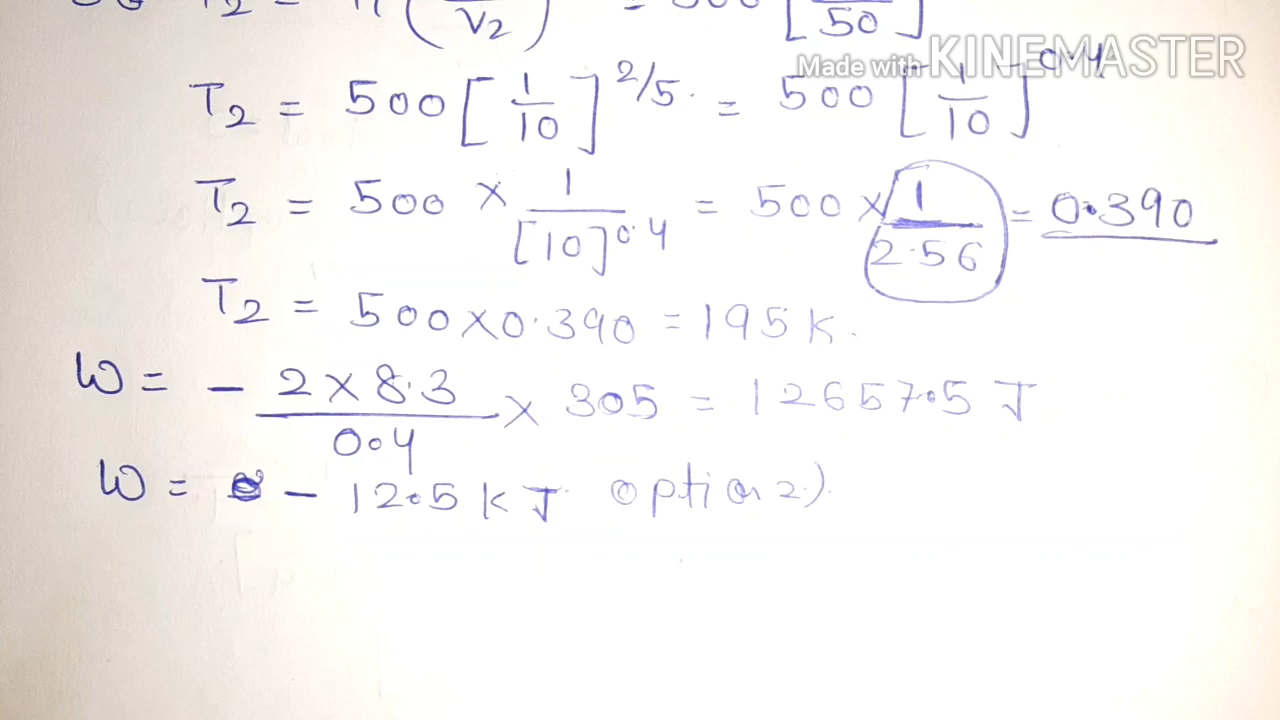 T2 = 500 [1/10]^2/5. = 500 [1/10]^0.4
Made with KINEMASTER
T2 = 500 × 1/[10]^0.4 = 500 × 1/2.56 = 0.390
T2 = 500×0.390 = 195 K.
W = - 2 × 8.3/0.4 × 305 = 12657.5 J
W = - 12.5 KJ option 2)